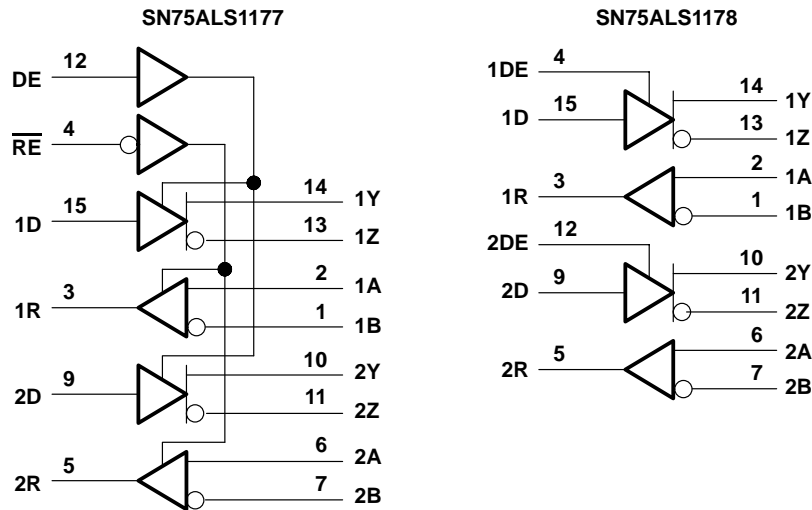 SN75ALS1177
DE 12
RE 4
1D 15
14 1Y
13 1Z
1R 3
2 1A
1 1B
2D 9
10 2Y
11 2Z
2R 5
6 2A
7 2B
SN75ALS1178
1DE 4
1D 15
14 1Y
13 1Z
1R 3
2 1A
1 1B
2DE 12
2D 9
10 2Y
11 2Z
2R 5
6 2A
7 2B